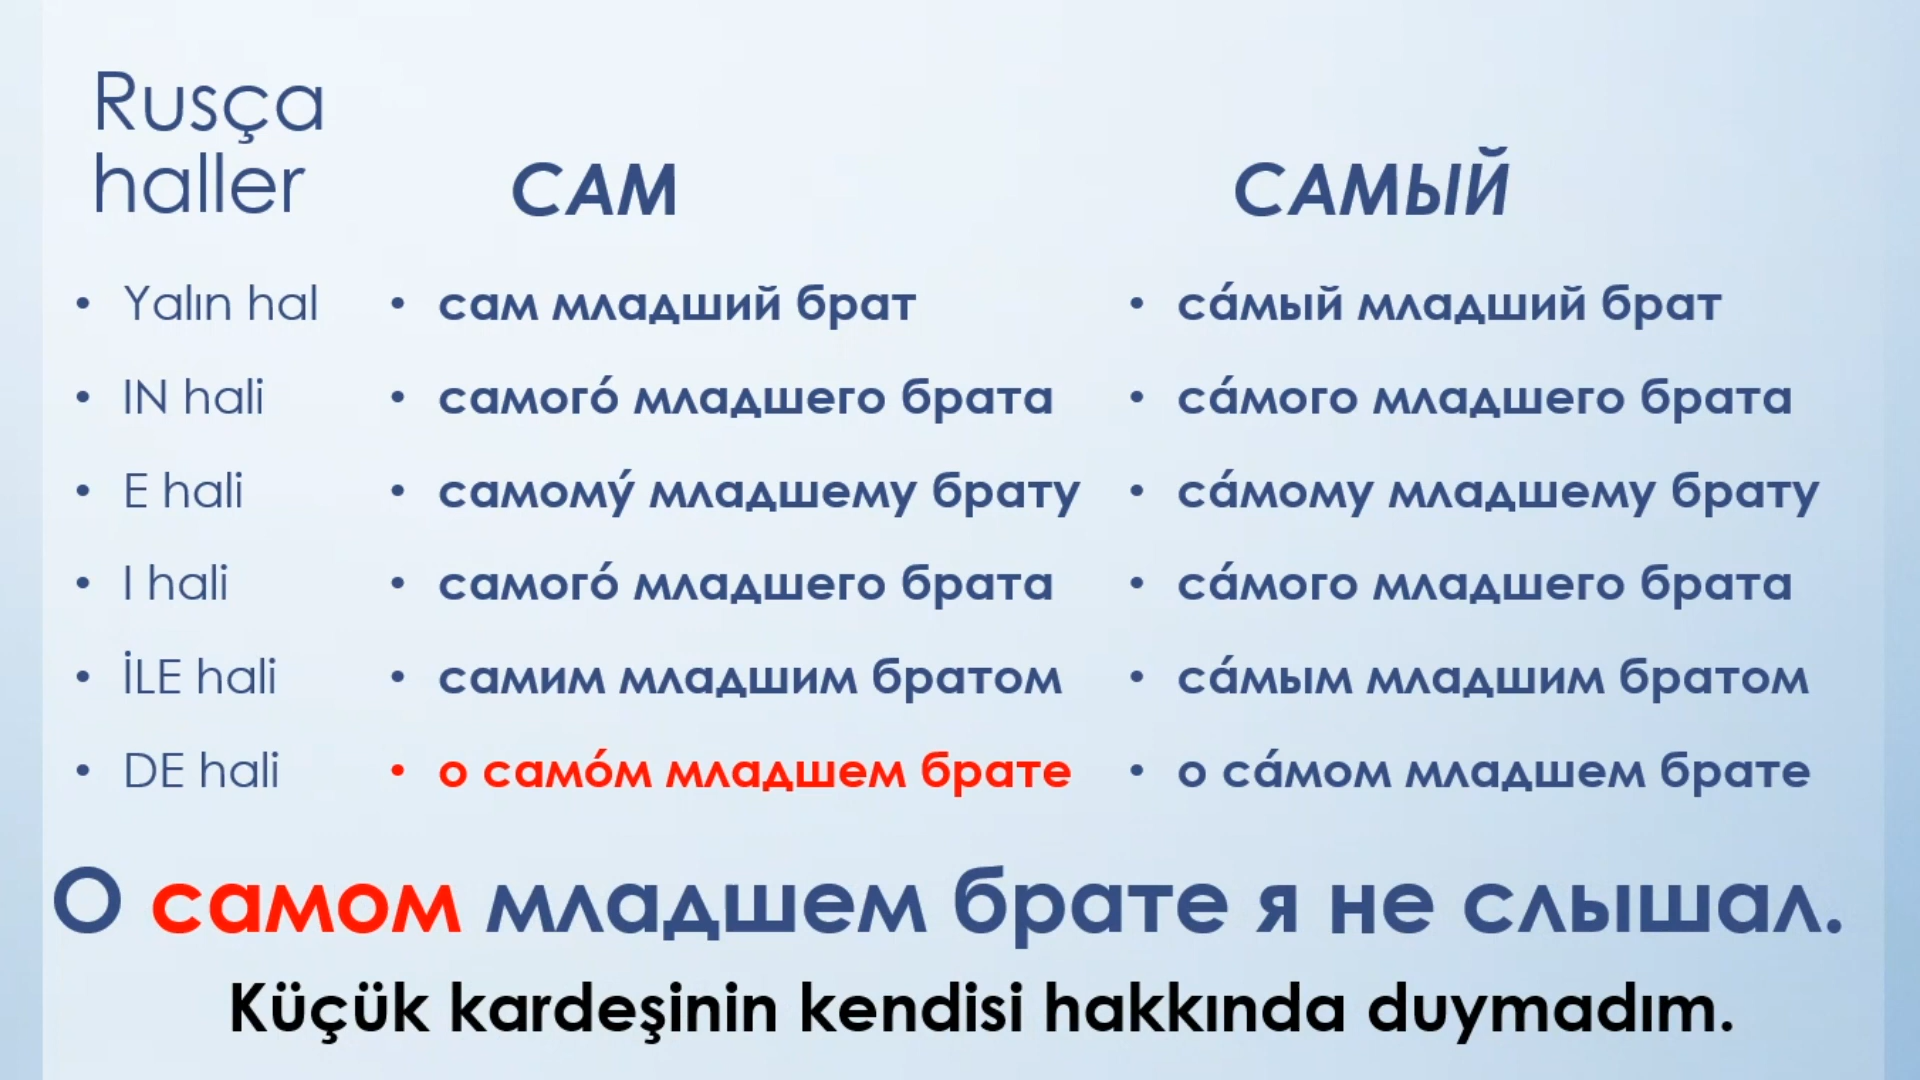 Rusça
haller
САМ
САМЫЙ
• Yalın hal
• сам младший брат
• са́мый младший брат
• IN hali
• самого́ младшего брата
• са́мого младшего брата
• E hali
• самому́ младшему брату
• са́мому младшему брату
• I hali
• самого́ младшего брата
• са́мого младшего брата
• İLE hali
• самим младшим братом
• са́мым младшим братом
• DE hali
• о само́м младшем брате
• о са́мом младшем брате
О самом младшем брате я не слышал.
Küçük kardeşinin kendisi hakkında duymadım.